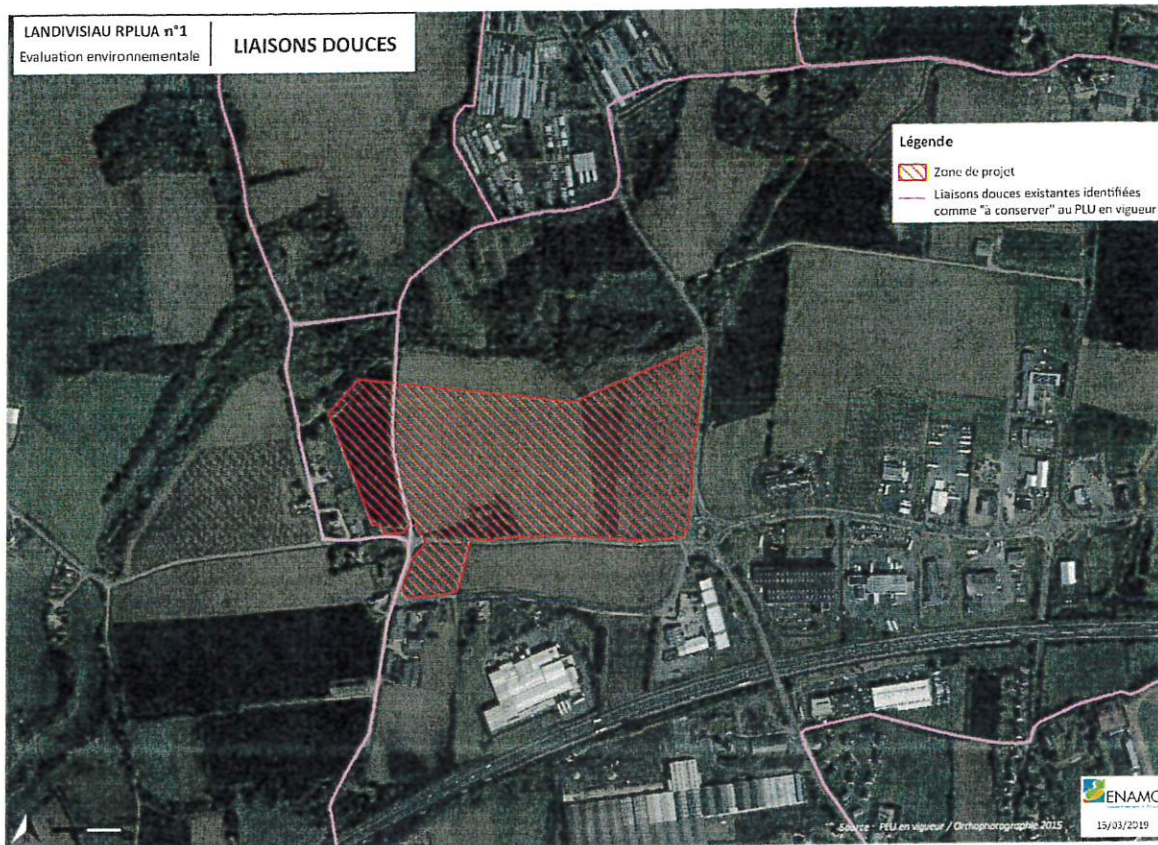 LANDIVISIAU RPLUA n°1
Evaluation environnementale
LIAISONS DOUCES
Légende
Zone de projet
Liaisons douces existantes identifiées
comme "à conserver" au PLU en vigueur
Source : PLU en vigueur / Orthophotographie 2015
ENAMO
15/03/2019